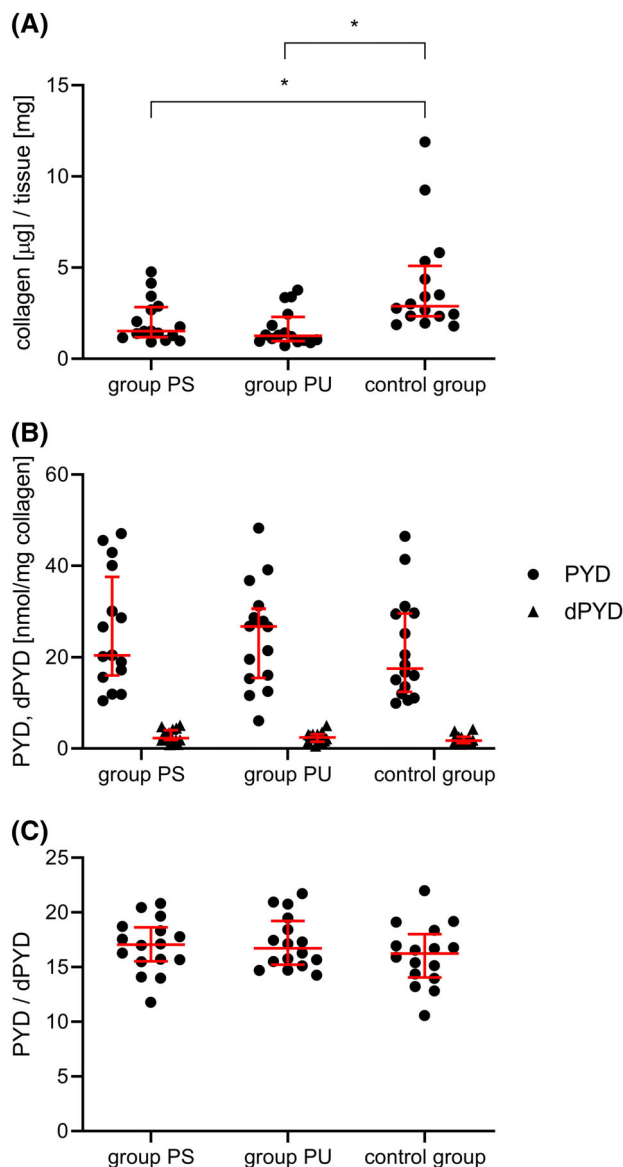 (A)
*
*
collagen [µg] / tissue [mg]
15
10
5
0
group PS
group PU
control group
(B)
PYD, dPYD [nmol/mg collagen]
60
40
20
0
PYD
dPYD
group PS
group PU
control group
(C)
PYD / dPYD
25
20
15
10
5
0
group PS
group PU
control group